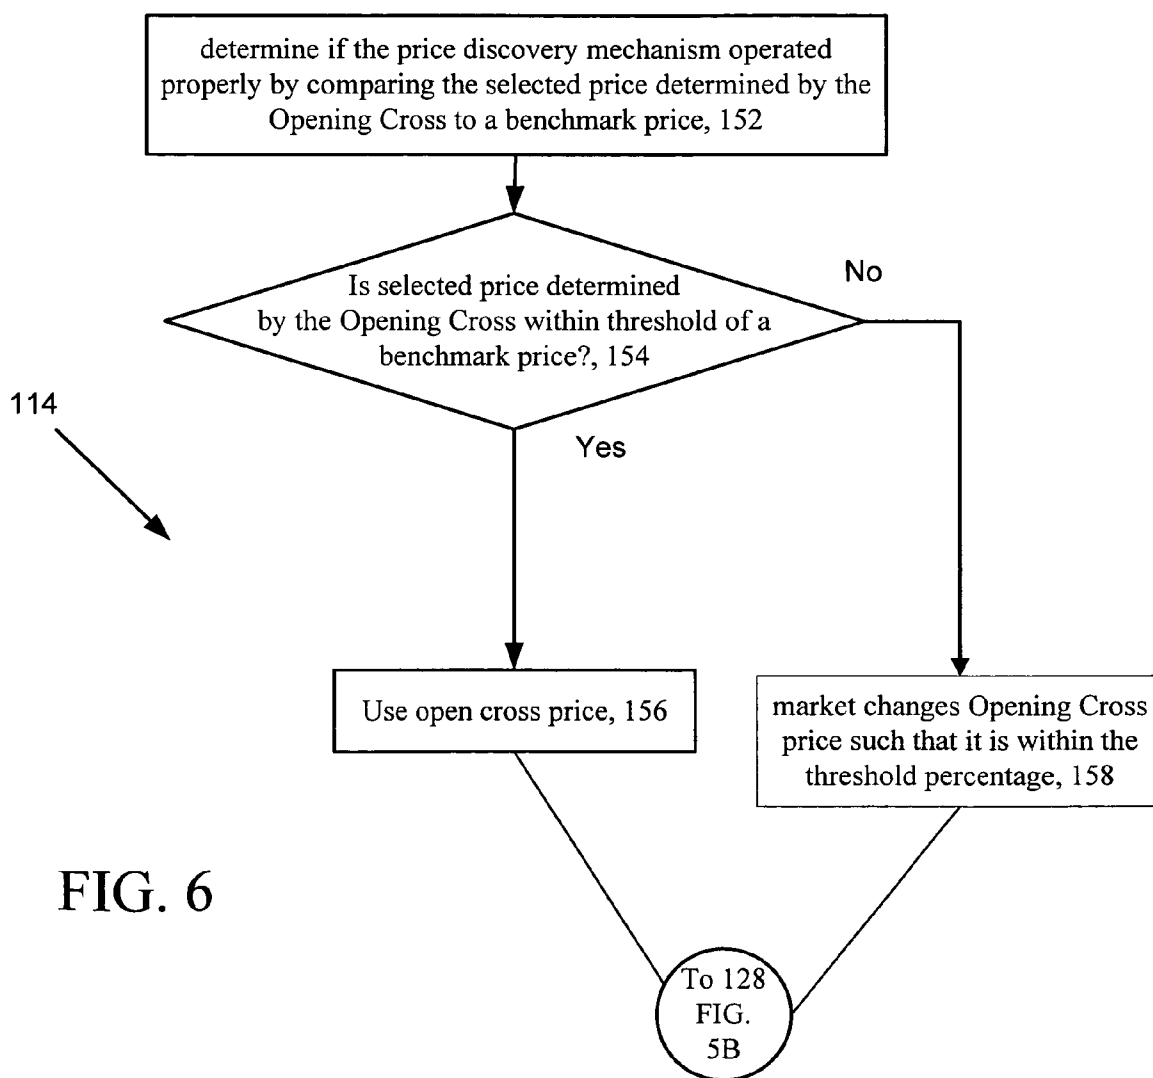 determine if the price discovery mechanism operated
properly by comparing the selected price determined by the
Opening Cross to a benchmark price, 152
Is selected price determined
by the Opening Cross within threshold of a
benchmark price?, 154
No
Yes
114
Use open cross price, 156
market changes Opening Cross
price such that it is within the
threshold percentage, 158
FIG. 6
To 128
FIG.
5B